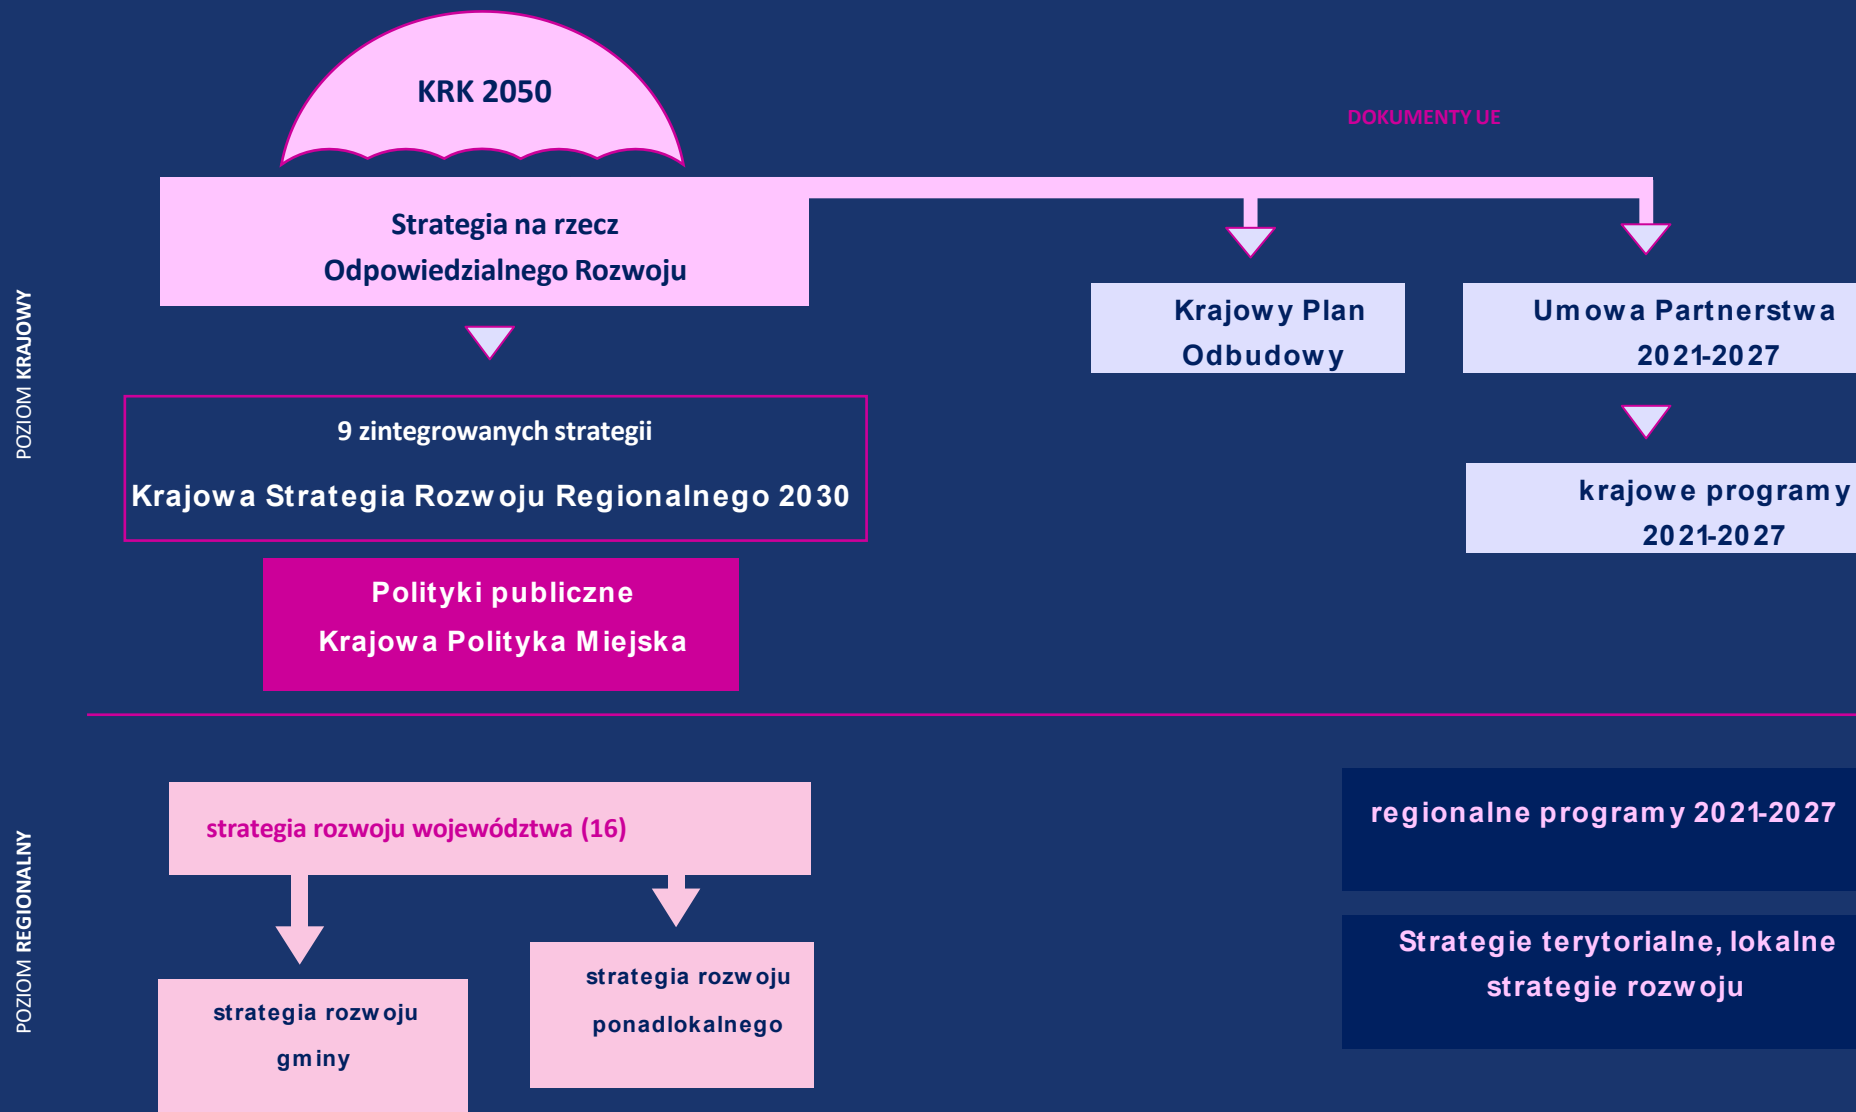 KRK 2050
DOKUMENTY UE
Strategia na rzecz
Odpowiedzialnego Rozwoju
Krajowy Plan
Odbudowy
Umowa Partnerstwa
2021-2027
POZIOM KRAJOWY
9 zintegrowanych strategii
Krajowa Strategia Rozwoju Regionalnego 2030
krajowe programy
2021-2027
Polityki publiczne
Krajowa Polityka Miejska
POZIOM REGIONALNY
strategia rozwoju województwa (16)
regionalne programy 2021-2027
strategia rozwoju
gminy
strategia rozwoju
ponadlokalnego
Strategie terytorialne, lokalne
strategie rozwoju